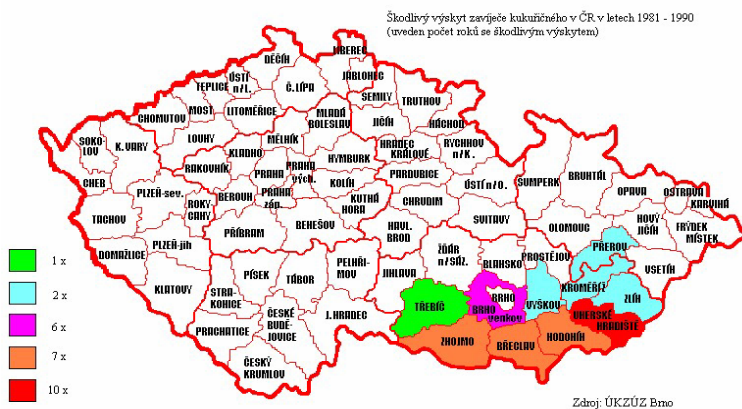 Škodlivý výskyt zavíječe kukuřičného v ČR v letech 1981 - 1990
(uveden počet roků se škodlivým výskytem)
LIBEREC
DĚČÍN
JABLONEC
ÚSTÍ
n/L.
Č.LÍPA
TEPLICE
SEMILY
TRUTNOV
MOST
LITOMĚŘICE
MLADÁ
BOLESLAV
CHOMUTOV
JIČÍN
NÁCHOD
SOKO
LOV
K.VARY
LOUNY
MĚLNÍK
HRADEC
KRÁLOVÉ
RYCHNOV
n/K.
KLADNO
NYMBURK
RAKOVNÍK
PRAHA
PRAHA
vých.
PARDUBICE
ŠUMPERK
BRUNTÁL
CHEB
PLZEŇ-sev.
ROKY
CANY
BEROUN
PRAHA
záp.
KOLÍN
KUTNÁ
HORA
CHRUDIM
ÚSTÍ n/O.
OPAVA
OSTRAVA
KARVINÁ
TACHOV
SVITAVY
OLOMOUC
NOVÝ
JIČÍN
FRÝDEK
MÍSTEK
PŘÍBRAM
BENEŠOV
HAVL.
BROD
DOMAŽLICE
PLZEŇ-jih
ŽĎÁR
n/SÁZ.
BLANSKO
PROSTĚJOV
PŘEROV
VSETÍN
1 x
PÍSEK
TÁBOR
PELHŘI-
MOV
JIHLAVA
KROMĚŘÍŽ
ZLÍN
2 x
KLATOVY
STRA-
KONICE
TŘEBÍČ
BRNO
BRNO
venkov
VYŠKOV
6 x
PRACHATICE
ČESKÉ
BUDĚ-
JOVICE
J.HRADEC
UHERSKÉ
HRADIŠTĚ
7 x
ZNOJMO
BŘECLAV
HODONÍN
ČESKÝ
KRUMLOV
10 x
Zdroj: ÚKZÚZ Brno